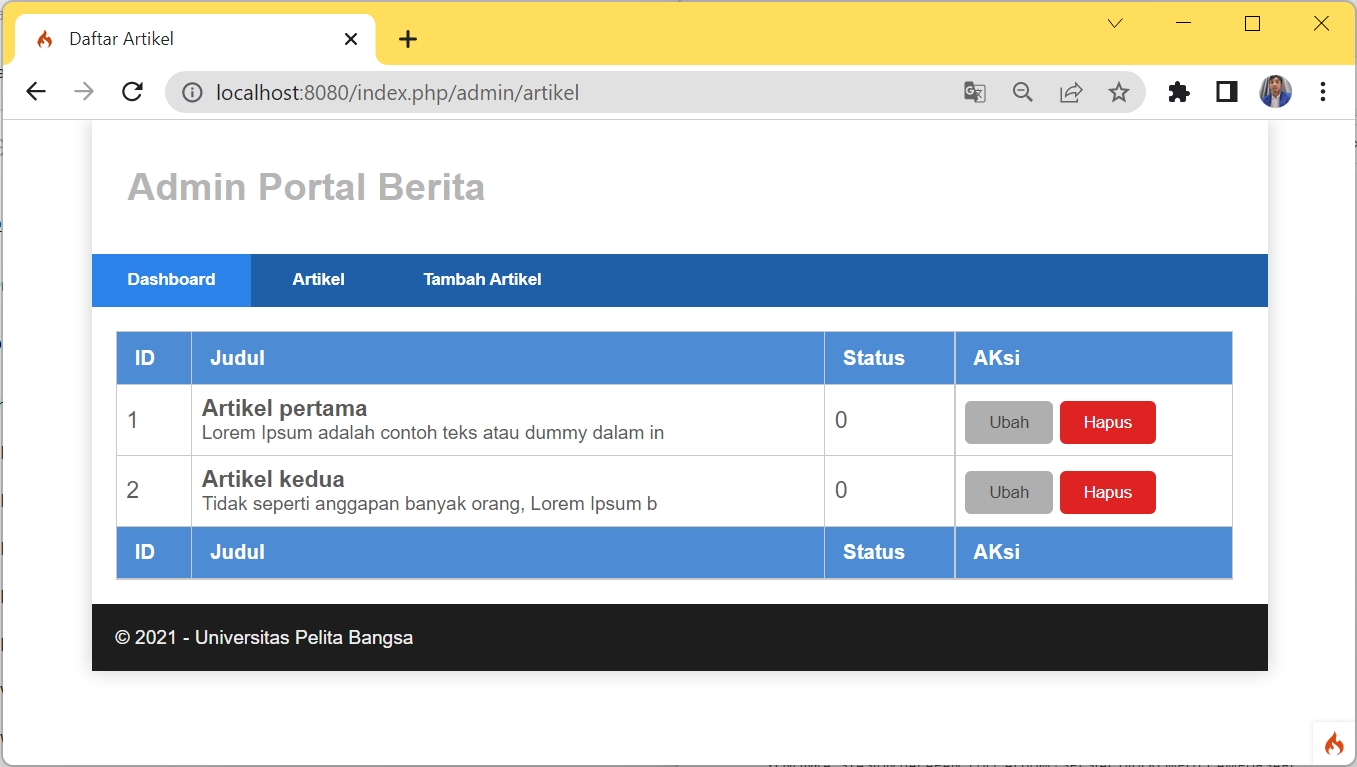 Daftar Artikel
localhost:8080/index.php/admin/artikel
Admin Portal Berita
Dashboard Artikel Tambah Artikel
ID Judul Status AKsi
1 Artikel pertama 0 Ubah Hapus
Lorem Ipsum adalah contoh teks atau dummy dalam in
2 Artikel kedua 0 Ubah Hapus
Tidak seperti anggapan banyak orang, Lorem Ipsum b
ID Judul Status AKsi
© 2021 - Universitas Pelita Bangsa